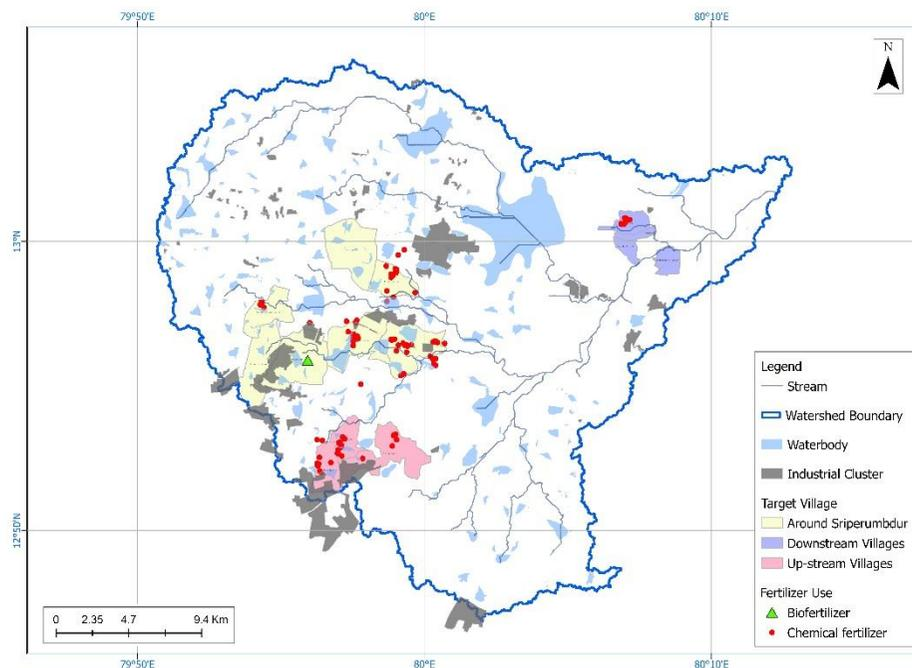 79°50'E 80°E 80°10'E
N
13°N
12°50'N
Legend
Stream
Watershed Boundary
Waterbody
Industrial Cluster
Target Village
Around Sriperumbdur
Downstream Villages
Up-stream Villages
Fertilizer Use
Biofertilizer
Chemical fertilizer
0 2.35 4.7 9.4 Km
79°50'E 80°E 80°10'E